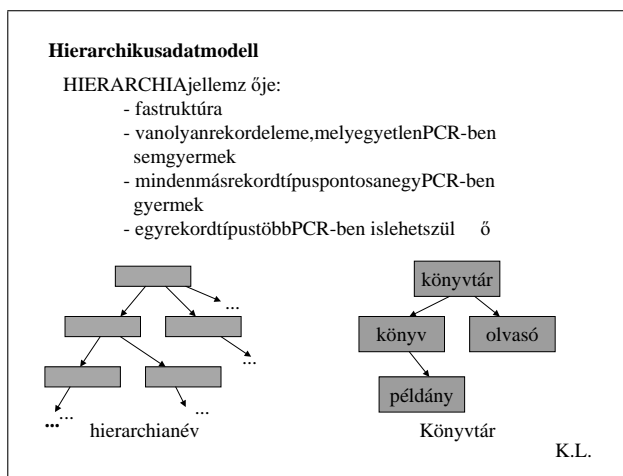 Hierarchikusadatmodell
HIERARCHIAjellemz ője:
- fastruktúra
- vanolyanrekordeleme,melyegyetlenPCR-ben
semgyermek
- mindenmásrekordtípuspontosanegyPCR-ben
gyermek
- egyrekordtípustöbbPCR-ben islehetszül ő
...
könyvtár
könyv
olvasó
...
...
...
...
példány
hierarchianév
Könyvtár
K.L.